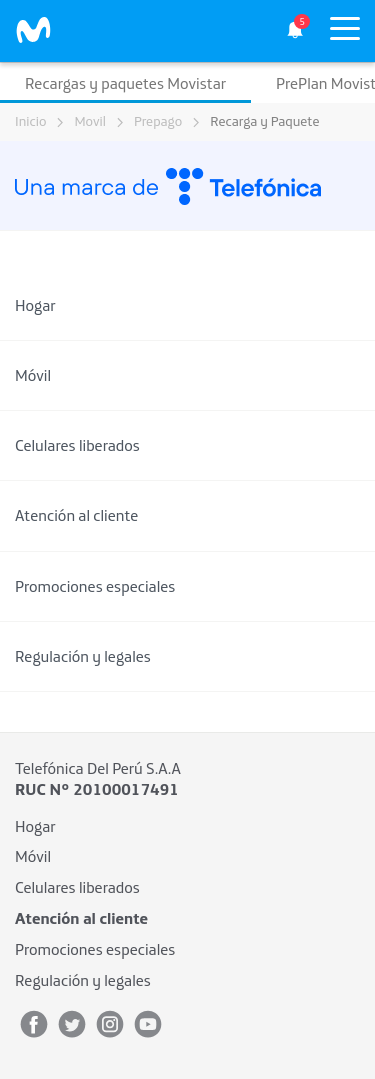 5
Recargas y paquetes Movistar PrePlan Movist
Inicio Movil Prepago Recarga y Paquete
Una marca de Telefónica
Hogar
Móvil
Celulares liberados
Atención al cliente
Promociones especiales
Regulación y legales
Telefónica Del Perú S.A.A
RUC Nº 20100017491
Hogar
Móvil
Celulares liberados
Atención al cliente
Promociones especiales
Regulación y legales